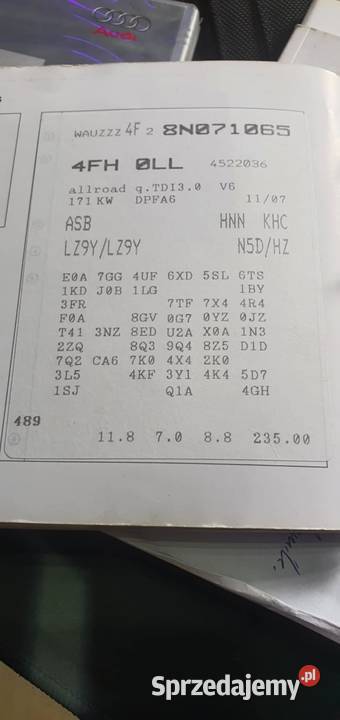 Audi
WAUZZZ 4F 2 8N071065
4FH 0LL 4522036
allroad q.TDI3.0 V6
171KW DPFA6 11/07
ASB HNN KHC
LZ9Y/LZ9Y N5D/HZ
E0A 7GG 4UF 6XD 5SL 6TS
1KD J0B 1LG 1BY
3FR 7TF 7X4 4R4
F0A 8GV 0G7 0YZ 0JZ
T41 3NZ 8ED U2A X0A 1N3
2ZQ 8Q3 9Q4 8Z5 D1D
7Q2 CA6 7K0 4X4 2K0
3L5 4KF 3Y1 4K4 5D7
1SJ Q1A 4GH
489
11.8 7.0 8.8 235.00
Sprzedajemy.pl